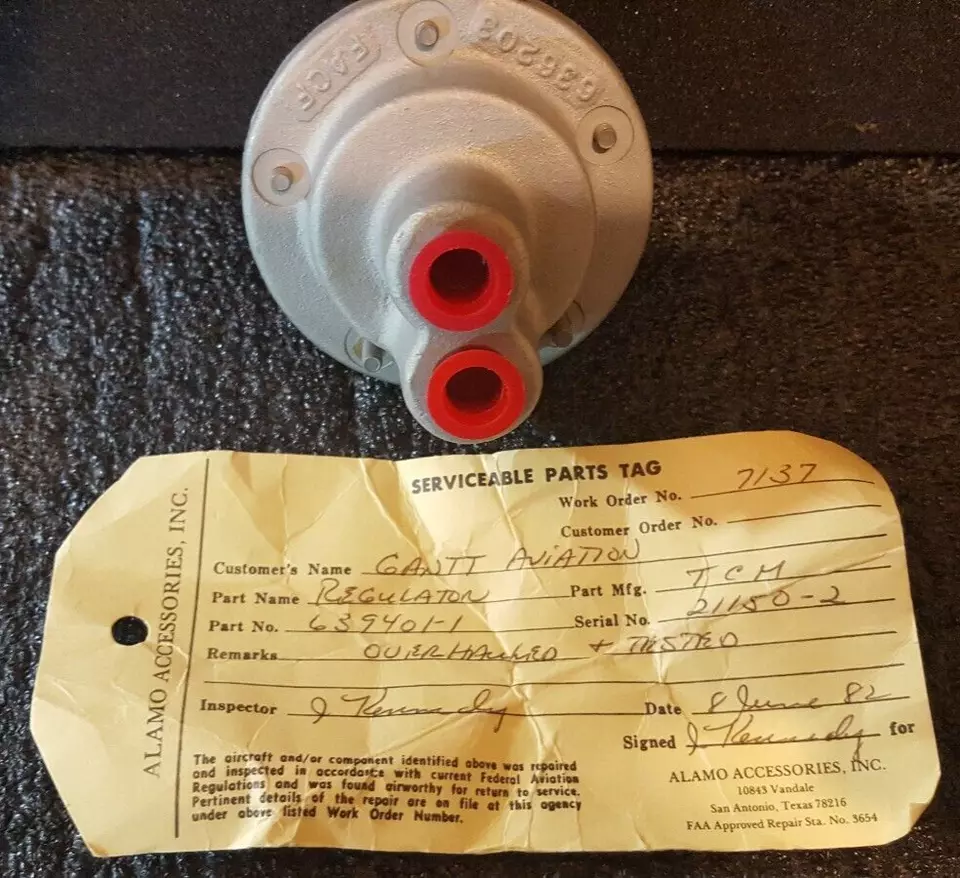 FACF
636208
SERVICEABLE PARTS TAG
Work Order No. 7137
Customer Order No.
Customer's Name GANTT AVIATION
Part Name REGULATOR Part Mfg. TCM
Part No. 639401-1 Serial No. 21150-2
Remarks OVERHAULED + TESTED
Inspector J Kennedy Date 8 June 82
Signed J Kennedy for
The aircraft and/or component identified above was repaired
and inspected in accordance with current Federal Aviation
Regulations and was found airworthy for return to service.
Pertinent details of the repair are on file at this agency
under above listed Work Order Number.
ALAMO ACCESSORIES, INC.
10843 Vandale
San Antonio, Texas 78216
FAA Approved Repair Sta. No. 3654
ALAMO ACCESSORIES, INC.